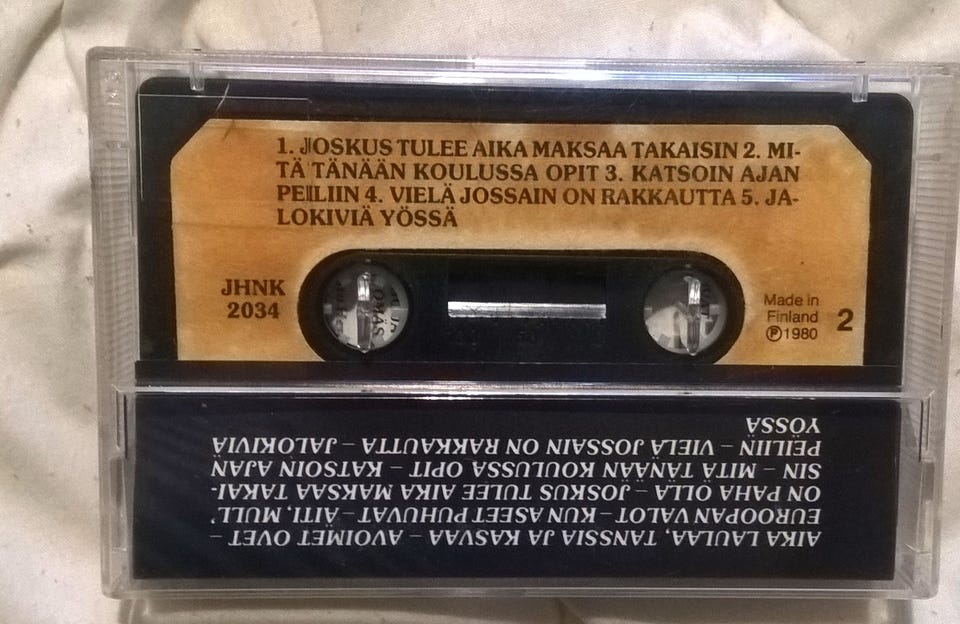 1. JOSKUS TULEE AIKA MAKSAA TAKAISIN 2. MI-
TÄ TÄNÄÄN KOULUSSA OPIT 3. KATSOIN AJAN
PEILIIN 4. VIELÄ JOSSAIN ON RAKKAUTTA 5. JA-
LOKIVIÄ YÖSSÄ
JHNK
2034
Made in
Finland
Ⓟ1980
2
AIKA LAULAA, TANSSIA JA KASVAA – AVOIMET OVET –
EUROOPAN VALOT – KUN ASEET PUHUVAT – ÄITI, MULL'
ON PAHA OLLA – JOSKUS TULEE AIKA MAKSAA TAKAI-
SIN – MITÄ TÄNÄÄN KOULUSSA OPIT – KATSOIN AJAN
PEILIIN – VIELÄ JOSSAIN ON RAKKAUTTA – JALOKIVIÄ
YÖSSÄ